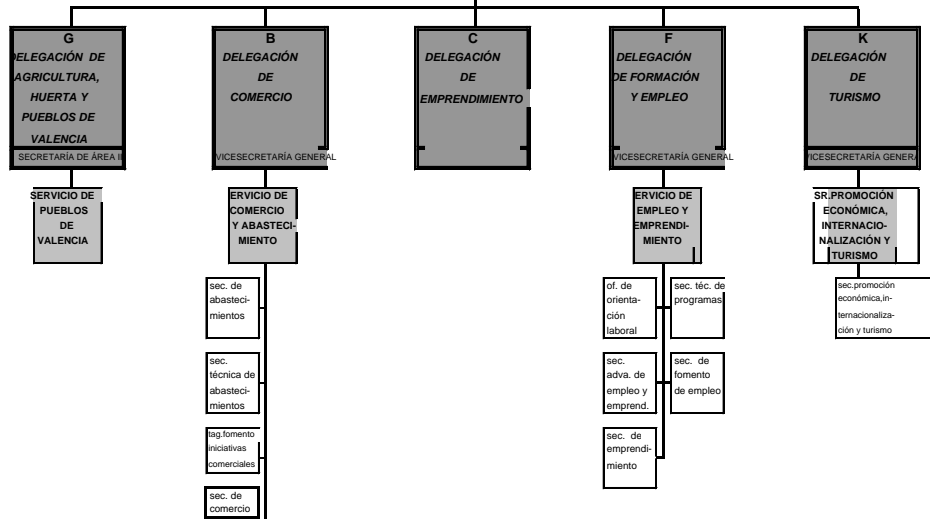 G
ELEGACIÓN DE
AGRICULTURA,
HUERTA Y
PUEBLOS DE
VALENCIA
SECRETARÍA DE ÁREA II
SERVICIO DE
PUEBLOS
DE
VALENCIA
B
DELEGACIÓN
DE
COMERCIO
VICESECRETARÍA GENERAL
ERVICIO DE
COMERCIO
Y ABASTECI-
MIENTO
sec. de
abasteci-
mientos
sec.
técnica de
abasteci-
mientos
tag.fomento
iniciativas
comerciales
sec. de
comercio
C
DELEGACIÓN
DE
EMPRENDIMIENTO
F
DELEGACIÓN
DE FORMACIÓN
Y EMPLEO
VICESECRETARÍA GENERAL
ERVICIO DE
EMPLEO Y
EMPRENDI-
MIENTO
of. de
orienta-
ción
laboral
sec. téc. de
programas
sec.
adva. de
empleo y
emprend.
sec. de
fomento
de empleo
sec. de
emprendi-
miento
K
DELEGACIÓN
DE
TURISMO
VICESECRETARÍA GENERA
SR.PROMOCIÓN
ECONÓMICA,
INTERNACIO-
NALIZACIÓN Y
TURISMO
sec.promoción
económica,in-
ternacionaliza-
ción y turismo